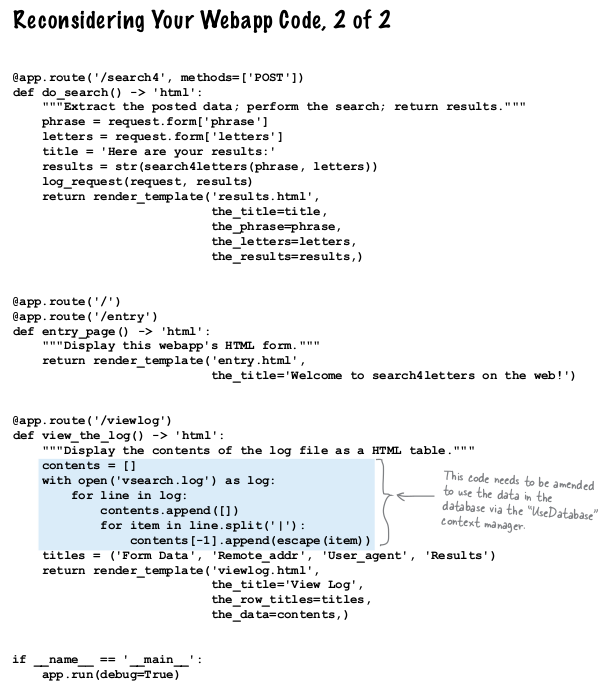 Reconsidering Your Webapp Code, 2 of 2
@app.route('/search4', methods=['POST'])
def do_search() -> 'html':
    """Extract the posted data; perform the search; return results."""
    phrase = request.form['phrase']
    letters = request.form['letters']
    title = 'Here are your results:'
    results = str(search4letters(phrase, letters))
    log_request(request, results)
    return render_template('results.html',
                           the_title=title,
                           the_phrase=phrase,
                           the_letters=letters,
                           the_results=results,)
@app.route('/')
@app.route('/entry')
def entry_page() -> 'html':
    """Display this webapp's HTML form."""
    return render_template('entry.html',
                           the_title='Welcome to search4letters on the web!')
@app.route('/viewlog')
def view_the_log() -> 'html':
    """Display the contents of the log file as a HTML table."""
    contents = []
    with open('vsearch.log') as log:
        for line in log:
            contents.append([])
            for item in line.split('|'):
                contents[-1].append(escape(item))
    titles = ('Form Data', 'Remote_addr', 'User_agent', 'Results')
    return render_template('viewlog.html',
                           the_title='View Log',
                           the_row_titles=titles,
                           the_data=contents,)
This code needs to be amended
to use the data in the
database via the "UseDatabase"
context manager.
if __name__ == '__main__':
    app.run(debug=True)